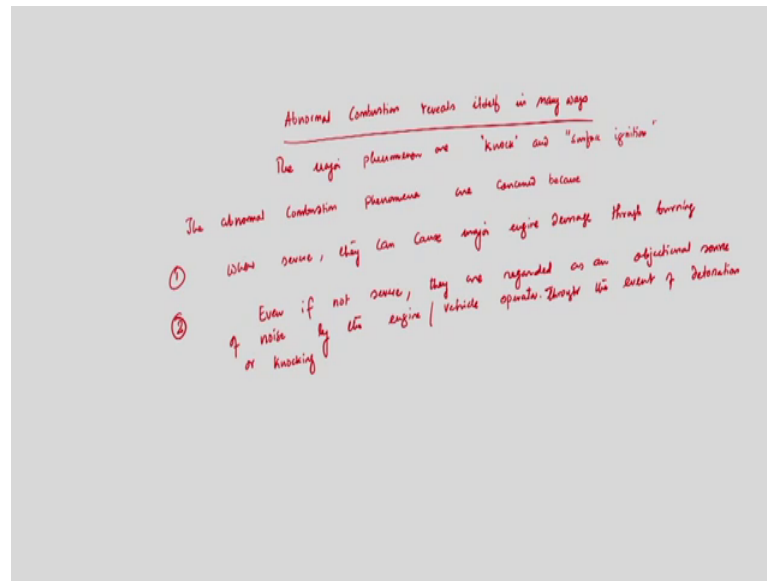 Abnormal Combustion reveals itself in many ways
The major phenomenon are "Knock" and "Surface ignition"
The abnormal combustion phenomena are concerned because
① When severe, they can cause major engine damage through burning
② Even if not severe, they are regarded as an objectional source
of noise by the engine / vehicle operator. Through the event of detonation
or knocking